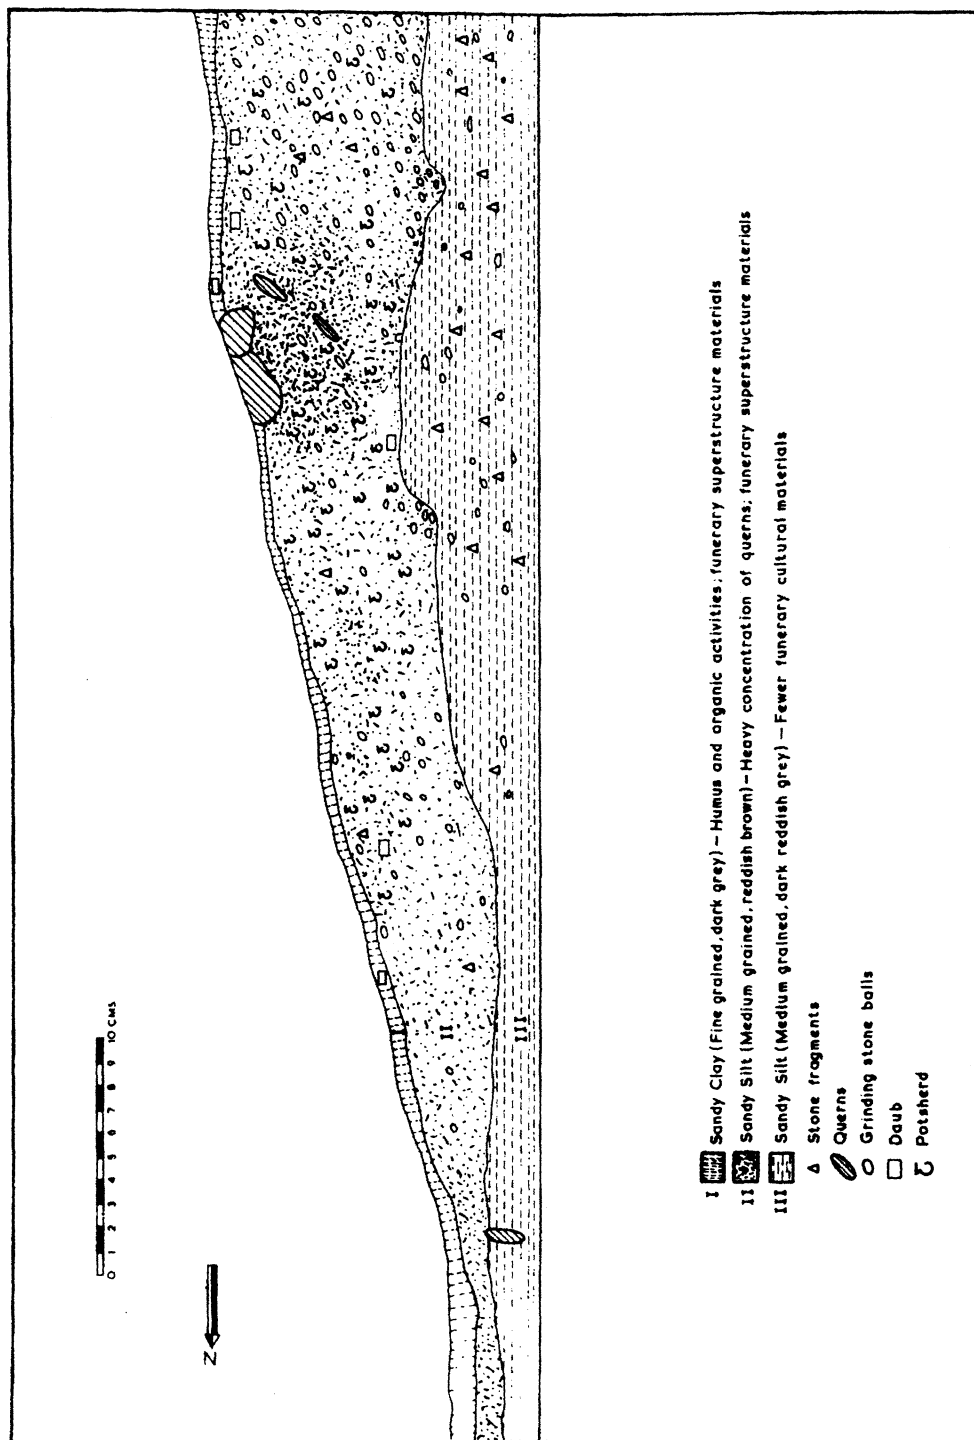 N
0 1 2 3 4 5 6 7 8 9 10 CMS
I
II
III
I Sandy Clay (Fine grained, dark grey) – Humus and arganic activities; funerary superstructure materials
II Sandy Silt (Medium grained, reddish brown) – Heavy concentration of querns; funerary superstructure materials
III Sandy Silt (Medium grained, dark reddish grey) – Fewer funerary cultural materials
Stone fragments
Querns
Grinding stone balls
Daub
Potsherd